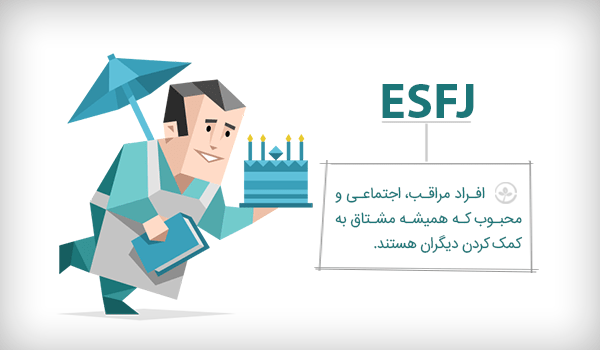 ESFJ
افراد مراقب، اجتماعی و
محبوب که همیشه مشتاق به
کمک کردن دیگران هستند.